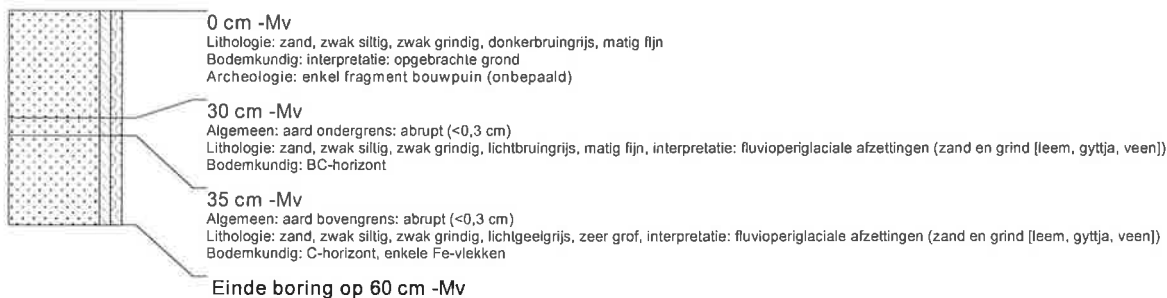 0 cm -Mv
Lithologie: zand, zwak siltig, zwak grindig, donkerbruingrijs, matig fijn
Bodemkundig: interpretatie: opgebrachte grond
Archeologie: enkel fragment bouwpuin (onbepaald)
30 cm -Mv
Algemeen: aard ondergrens: abrupt (<0,3 cm)
Lithologie: zand, zwak siltig, zwak grindig, lichtbruingrijs, matig fijn, interpretatie: fluvioperiglaciale afzettingen (zand en grind [leem, gyttja, veen])
Bodemkundig: BC-horizont
35 cm -Mv
Algemeen: aard bovengrens: abrupt (<0,3 cm)
Lithologie: zand, zwak siltig, zwak grindig, lichtgeelgrijs, zeer grof, interpretatie: fluvioperiglaciale afzettingen (zand en grind [leem, gyttja, veen])
Bodemkundig: C-horizont, enkele Fe-vlekken
Einde boring op 60 cm -Mv